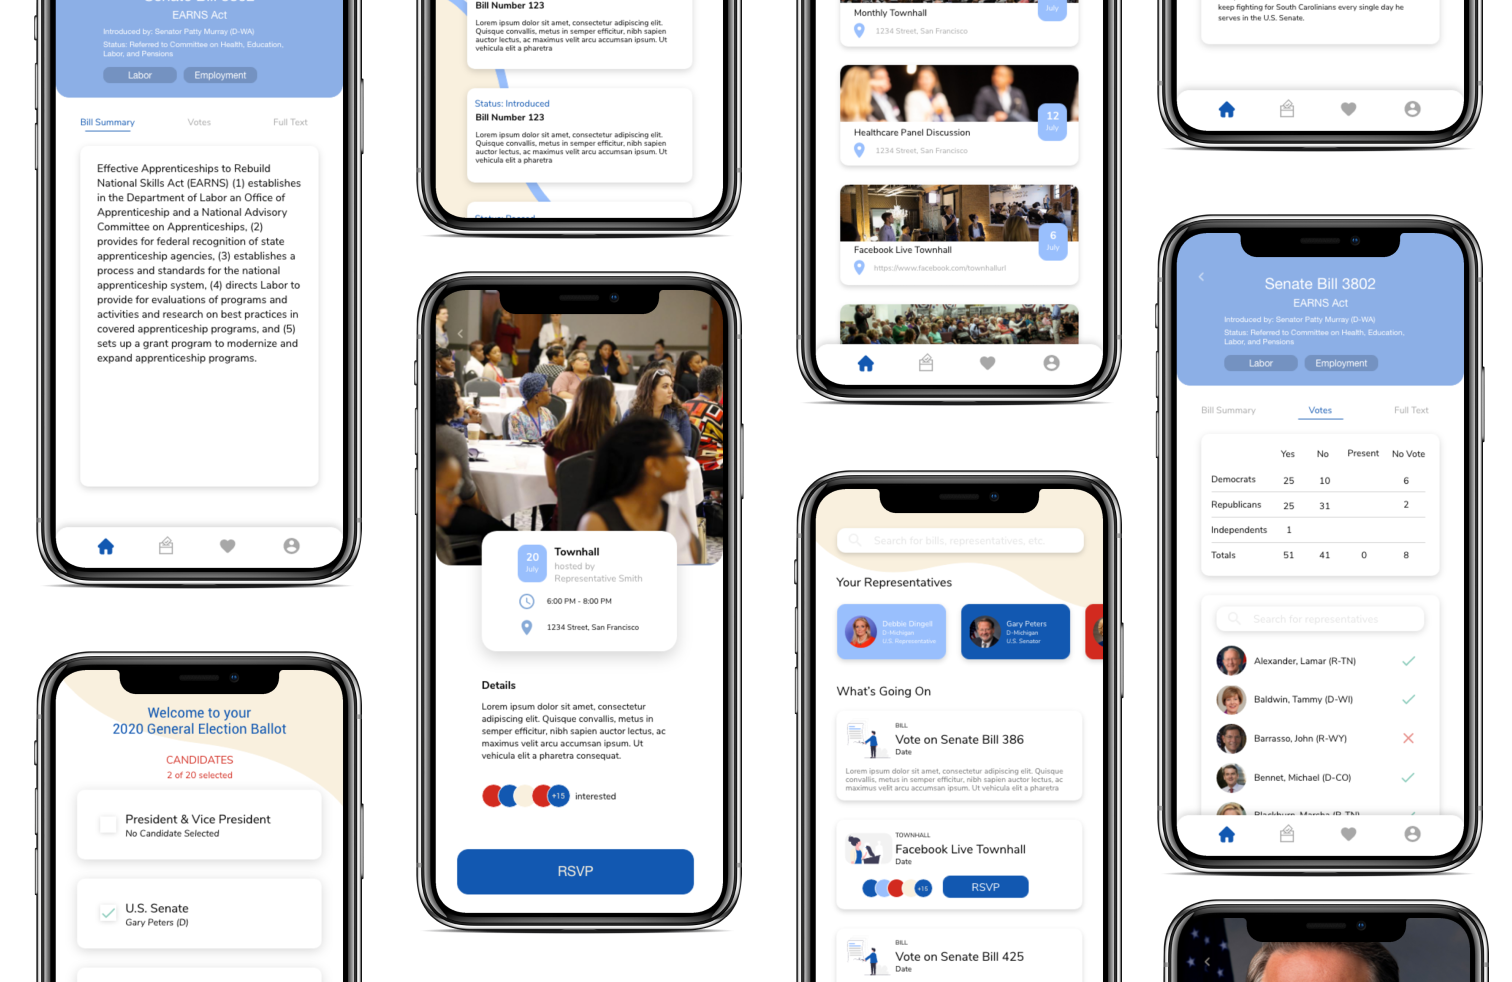 EARNS Act
Introduced by: Senator Patty Murray (D-WA)
Status: Referred to Committee on Health, Education,
Labor, and Pensions
Labor
Employment
Bill Summary
Votes
Full Text
Effective Apprenticeships to Rebuild
National Skills Act (EARNS) (1) establishes
in the Department of Labor an Office of
Apprenticeship and a National Advisory
Committee on Apprenticeships, (2)
provides for federal recognition of state
apprenticeship agencies, (3) establishes a
process and standards for the national
apprenticeship system, (4) directs Labor to
provide for evaluations of programs and
activities and research on best practices in
covered apprenticeship programs, and (5)
sets up a grant program to modernize and
expand apprenticeship programs.
Welcome to your
2020 General Election Ballot
CANDIDATES
2 of 20 selected
President & Vice President
No Candidate Selected
U.S. Senate
Gary Peters (D)
Bill Number 123
Lorem ipsum dolor sit amet, consectetur adipiscing elit.
Quisque convallis, metus in semper efficitur, nibh sapien
auctor lectus, ac maximus velit arcu accumsan ipsum. Ut
vehicula elit a pharetra
Status: Introduced
Bill Number 123
Lorem ipsum dolor sit amet, consectetur adipiscing elit.
Quisque convallis, metus in semper efficitur, nibh sapien
auctor lectus, ac maximus velit arcu accumsan ipsum. Ut
vehicula elit a pharetra
20
July
Townhall
hosted by
Representative Smith
6:00 PM - 8:00 PM
1234 Street, San Francisco
Details
Lorem ipsum dolor sit amet, consectetur
adipiscing elit. Quisque convallis, metus in
semper efficitur, nibh sapien auctor lectus, ac
maximus velit arcu accumsan ipsum. Ut
vehicula elit a pharetra consequat.
+15
interested
RSVP
Monthly Townhall
July
1234 Street, San Francisco
12
July
Healthcare Panel Discussion
1234 Street, San Francisco
6
July
Facebook Live Townhall
https://www.facebook.com/townhallurl
Search for bills, representatives, etc.
Your Representatives
Debbie Dingell
D-Michigan
U.S. Representative
Gary Peters
D-Michigan
U.S. Senator
What's Going On
BILL
Vote on Senate Bill 386
Date
Lorem ipsum dolor sit amet, consectetur adipiscing elit. Quisque
convallis, metus in semper efficitur, nibh sapien auctor lectus, ac
maximus velit arcu accumsan ipsum. Ut vehicula elit a pharetra
TOWNHALL
Facebook Live Townhall
Date
+15
RSVP
BILL
Vote on Senate Bill 425
Date
keep fighting for South Carolinians every single day he
serves in the U.S. Senate.
Senate Bill 3802
EARNS Act
Introduced by: Senator Patty Murray (D-WA)
Status: Referred to Committee on Health, Education,
Labor, and Pensions
Labor
Employment
Bill Summary
Votes
Full Text
Yes No Present No Vote
Democrats 25 10 6
Republicans 25 31 2
Independents 1
Totals 51 41 0 8
Search for representatives
Alexander, Lamar (R-TN)
Baldwin, Tammy (D-WI)
Barrasso, John (R-WY)
Bennet, Michael (D-CO)